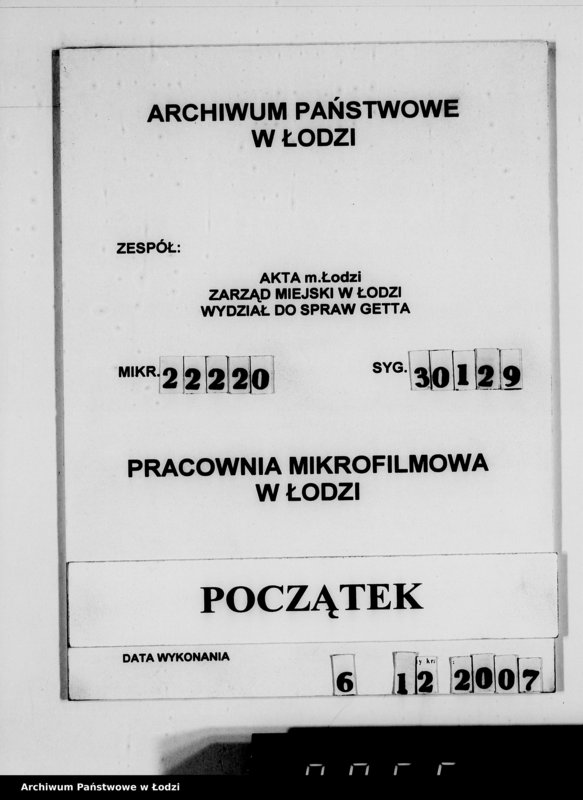 ARCHIWUM PAŃSTWOWE
W ŁODZI
ZESPÓŁ:
AKTA m.Łodzi
ZARZĄD MIEJSKI W ŁODZI
WYDZIAŁ DO SPRAW GETTA
MIKR. 22220 SYG. 30129
PRACOWNIA MIKROFILMOWA
W ŁODZI
POCZĄTEK
DATA WYKONANIA
6 12 2007
Archiwum Państwowe w Łodzi